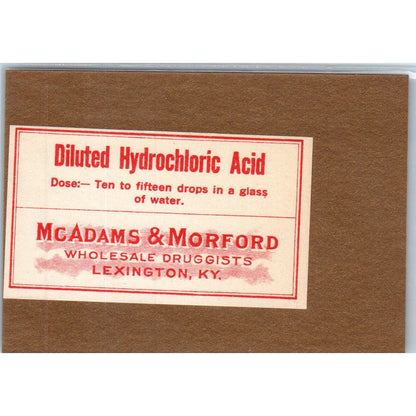 Diluted Hydrochloric Acid
Dose:— Ten to fifteen drops in a glass
of water.
McAdams & Morford
WHOLESALE DRUGGISTS
LEXINGTON, KY.